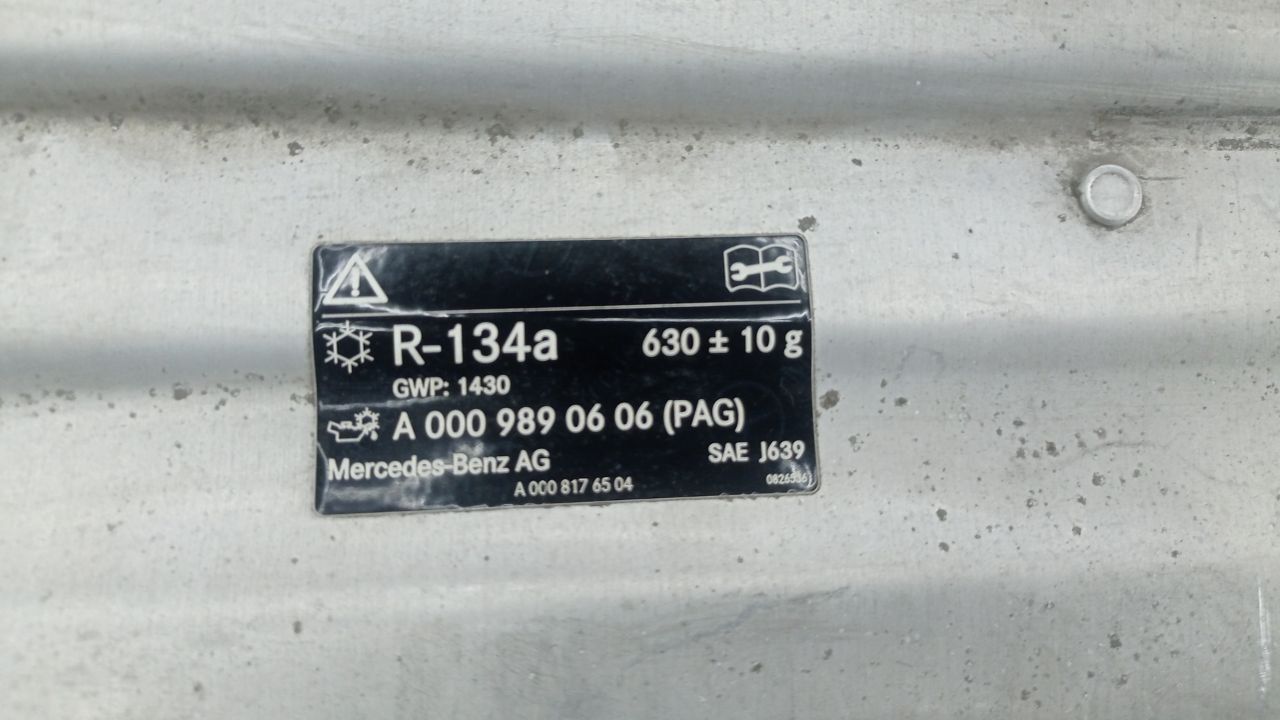 R-134a 630 ± 10 g
GWP: 1430
A 000 989 06 06 (PAG)
Mercedes-Benz AG SAE J639
A 000 817 65 04